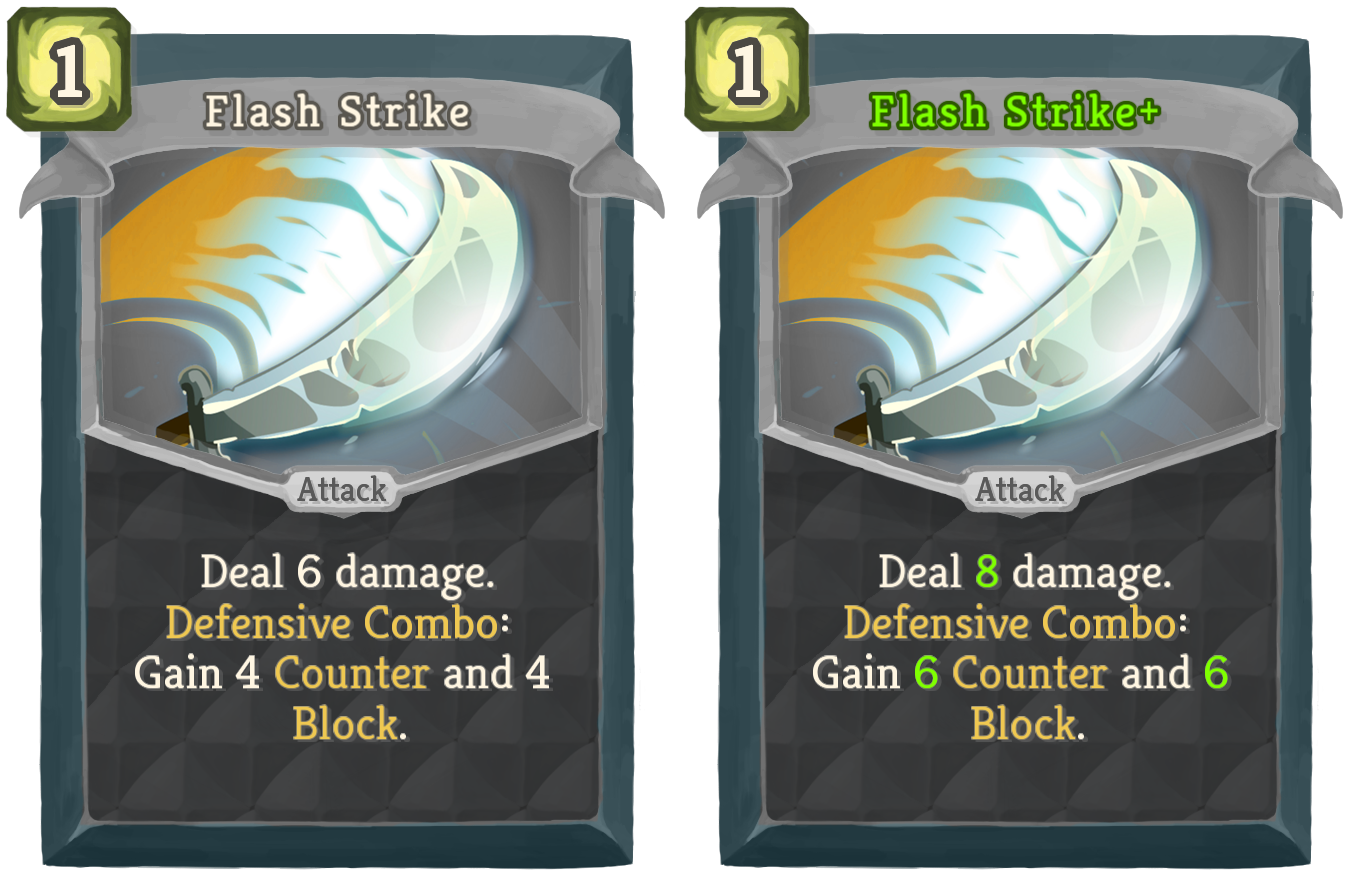 1
Flash Strike
Attack
Deal 6 damage.
Defensive Combo:
Gain 4 Counter and 4
Block.
1
Flash Strike+
Attack
Deal 8 damage.
Defensive Combo:
Gain 6 Counter and 6
Block.